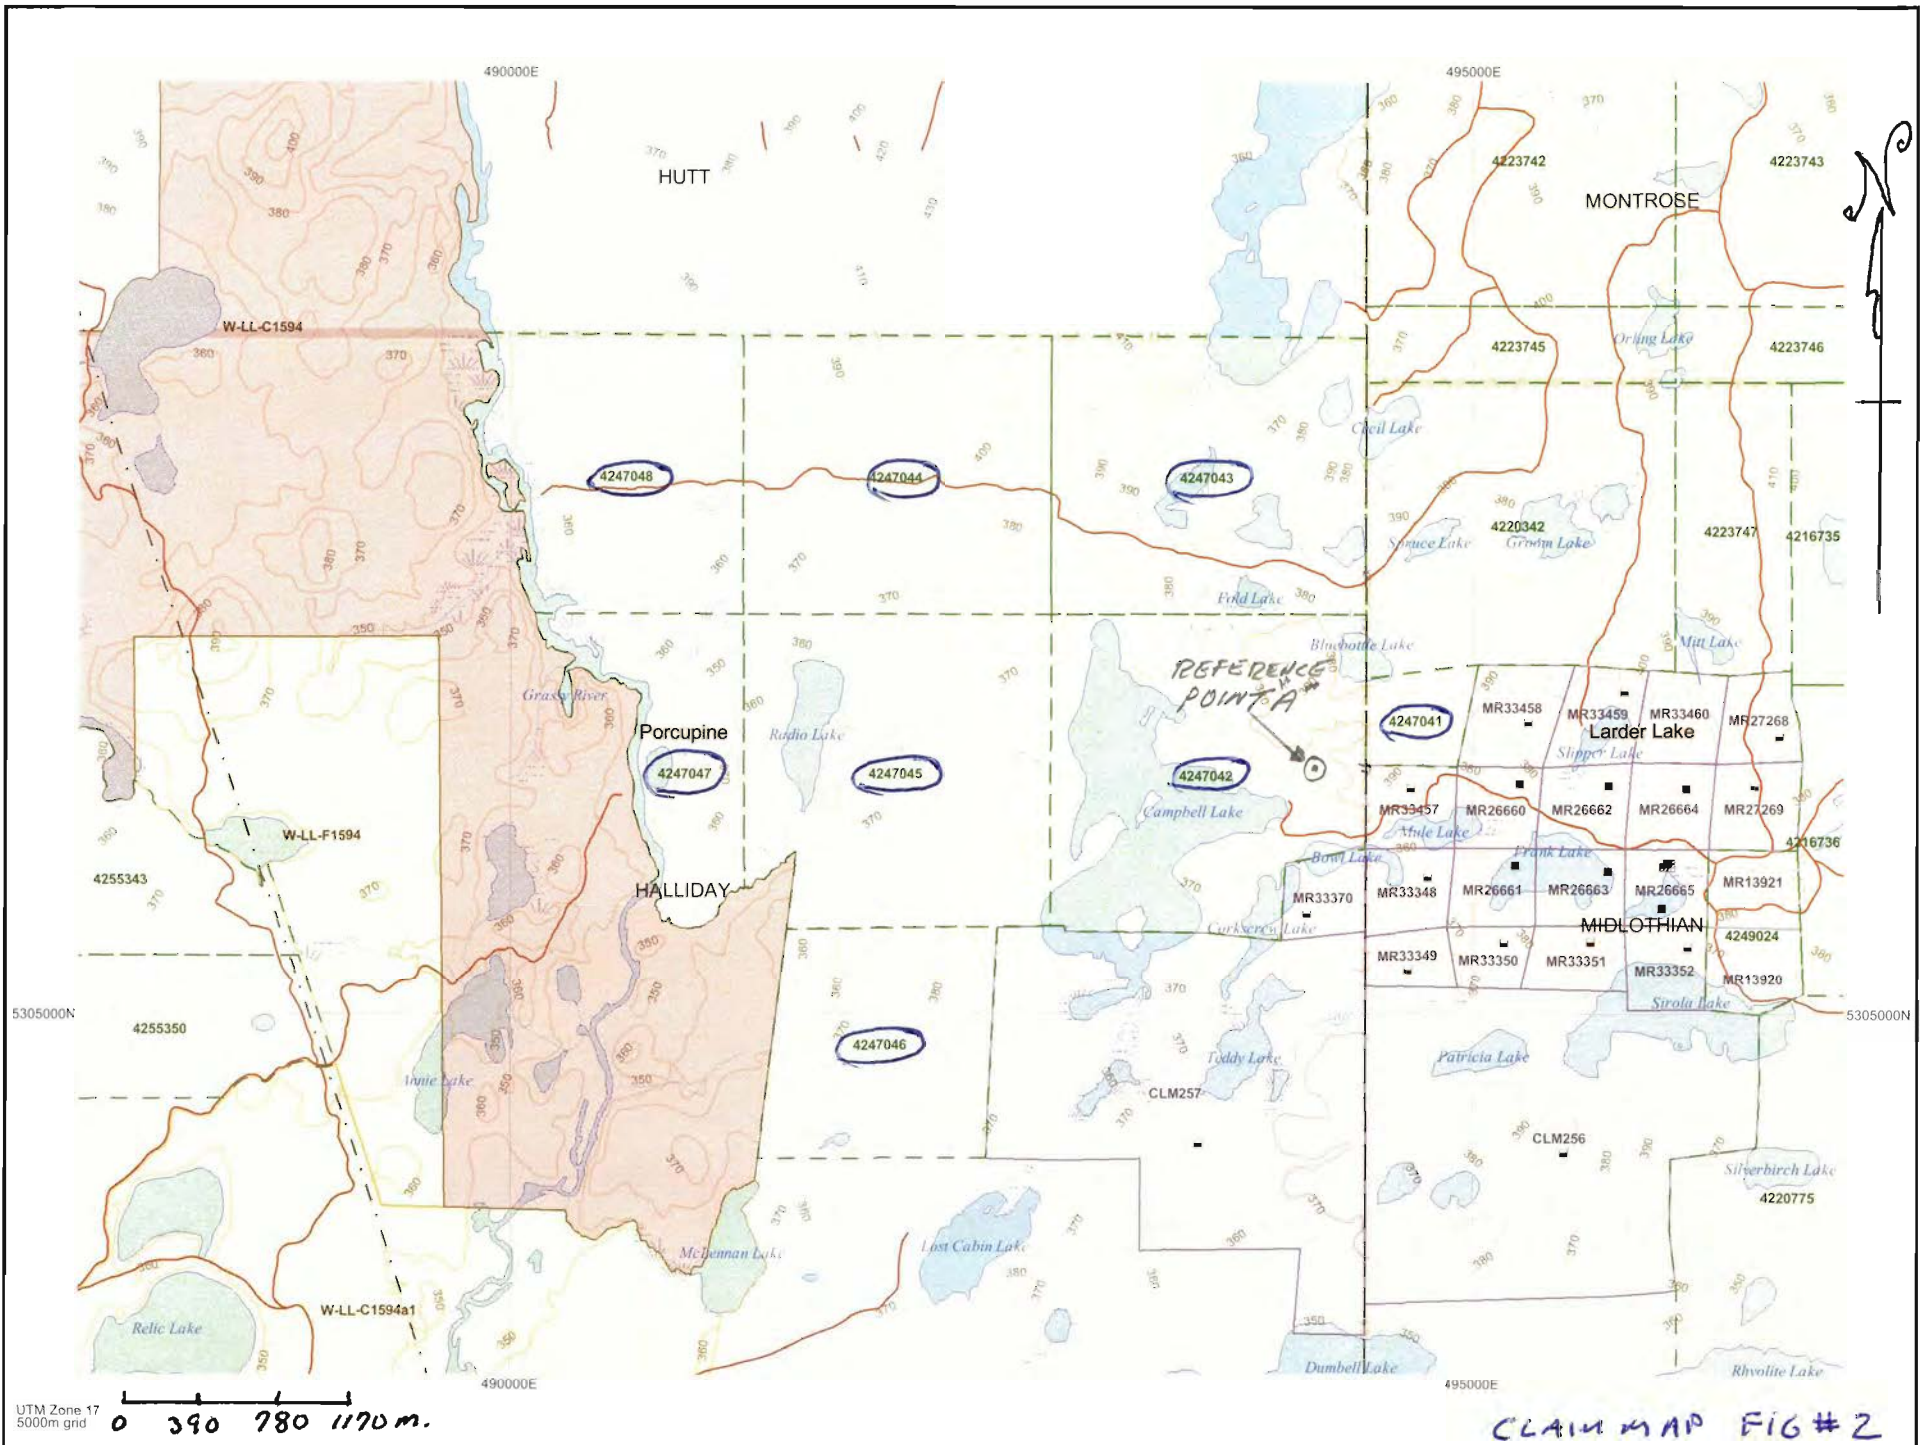 490000E
495000E
HUTT
MONTROSE
4223742
4223743
N
W-LL-C1594
4223745
Orling Lake
4223746
Cecil Lake
4247048
4247044
4247043
4220342
Spruce Lake
Groom Lake
4223747
4216735
Fold Lake
Bluebottle Lake
Mitt Lake
REFERENCE
POINT "A"
Grassy River
Porcupine
Radio Lake
4247041
MR33458
MR33459
MR33460
MR27268
Larder Lake
Slipper Lake
4247047
4247045
4247042
Campbell Lake
MR33457
MR26660
MR26662
MR26664
MR27269
Mule Lake
W-LL-F1594
4216736
4255343
HALLIDAY
Bowl Lake
Frank Lake
MR33370
MR33348
MR26661
MR26663
MR26665
MR13921
Corkscrew Lake
MIDLOTHIAN
4249024
MR33349
MR33350
MR33351
MR33352
MR13920
Sirola Lake
5305000N
5305000N
4255350
4247046
Annie Lake
Teddy Lake
Patricia Lake
CLM257
CLM256
Silverbirch Lake
4220775
McLennan Lake
Lost Cabin Lake
W-LL-C1594a1
Relic Lake
Dumbell Lake
Rhyolite Lake
490000E
495000E
UTM Zone 17
5000m grid
0 390 780 1170 m.
CLAIM MAP FIG # 2